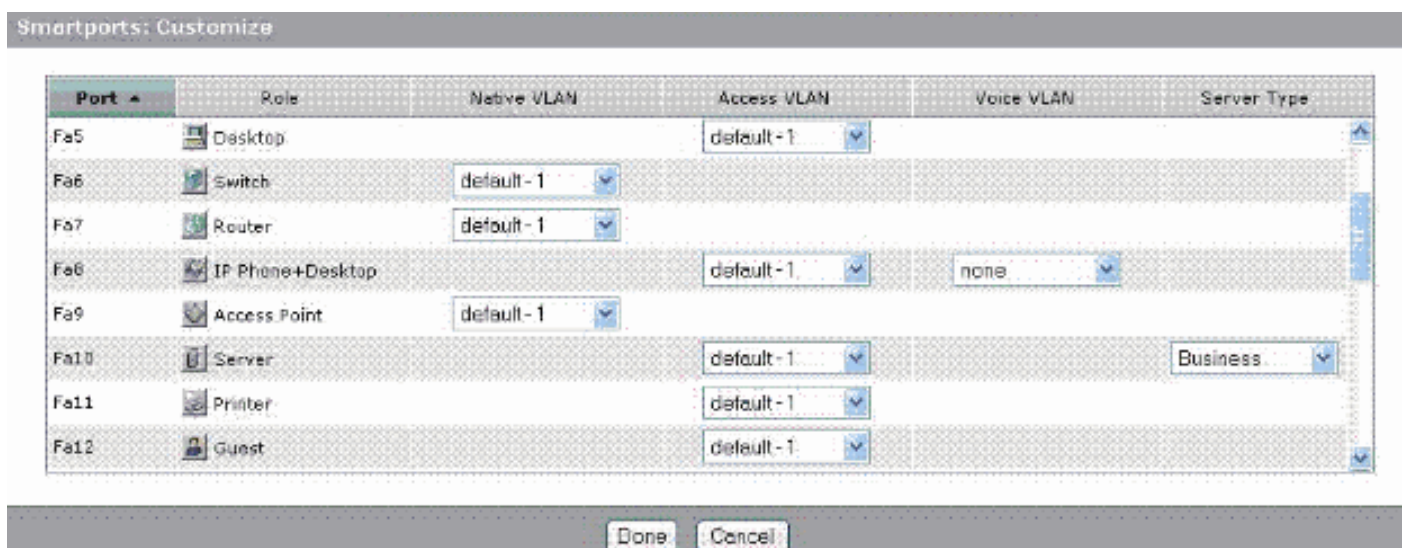 Smartports: Customize
Port Role Native VLAN Access VLAN Voice VLAN Server Type
Fa5 Desktop default-1
Fa6 Switch default-1
Fa7 Router default-1
Fa8 IP Phone+Desktop default-1 none
Fa9 Access Point default-1
Fa10 Server default-1 Business
Fa11 Printer default-1
Fa12 Guest default-1
Done Cancel